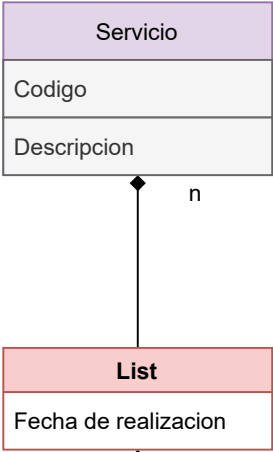 Servicio
Codigo
Descripcion
n
List
Fecha de realizacion